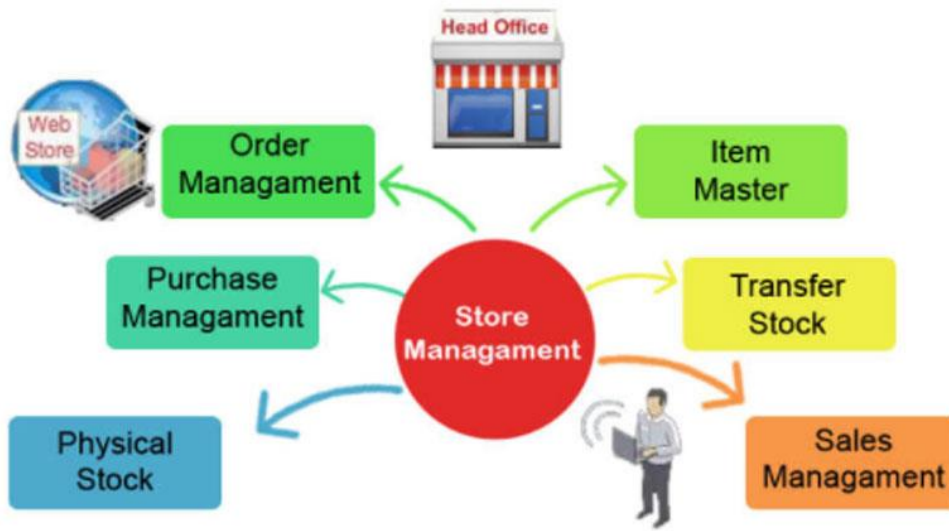 Head Office
Web
Store
Order
Managament
Item
Master
Purchase
Managament
Store
Managament
Transfer
Stock
Physical
Stock
Sales
Managament